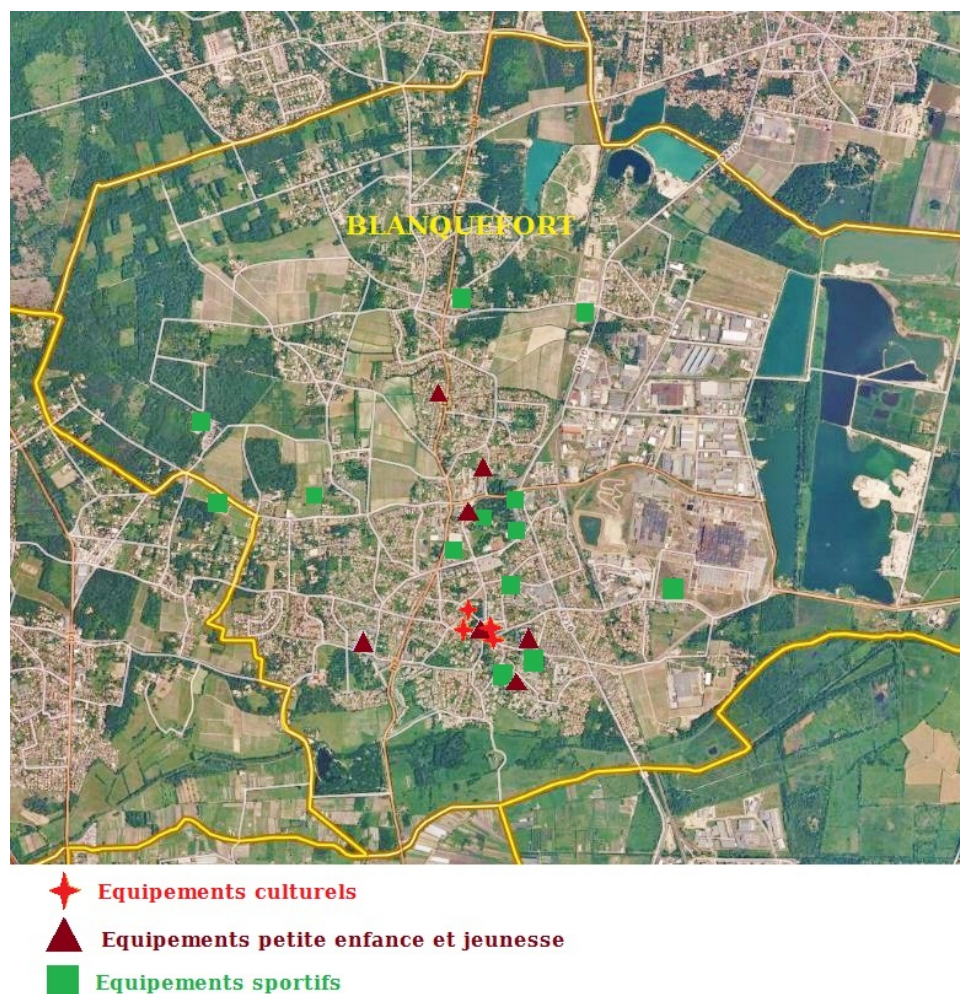 BLANQUEFORT
Equipements culturels
Equipements petite enfance et jeunesse
Equipements sportifs